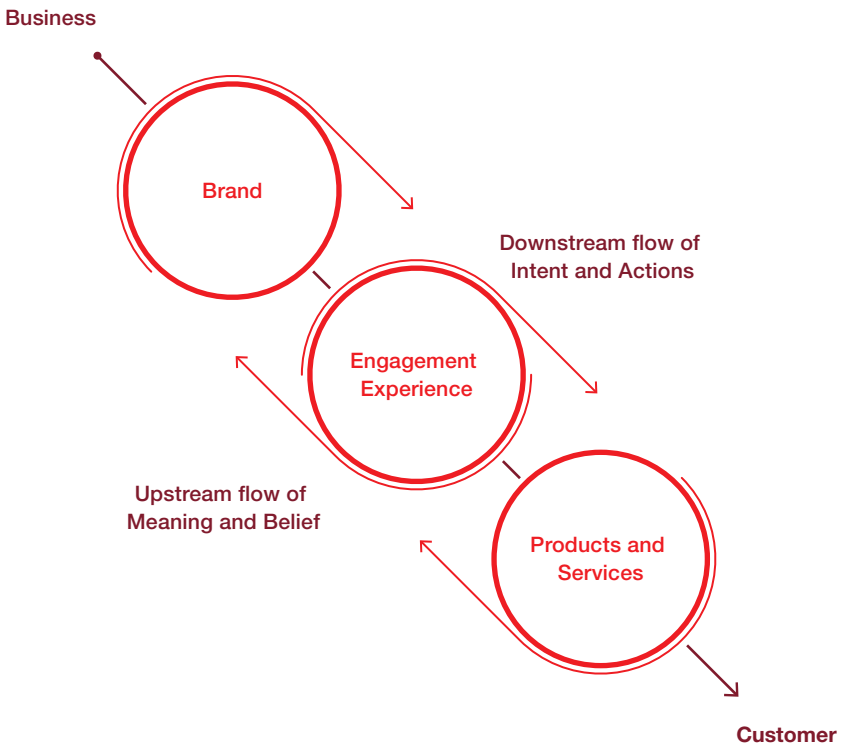 Business
Brand
Downstream flow of
Intent and Actions
Engagement
Experience
Upstream flow of
Meaning and Belief
Products and
Services
Customer